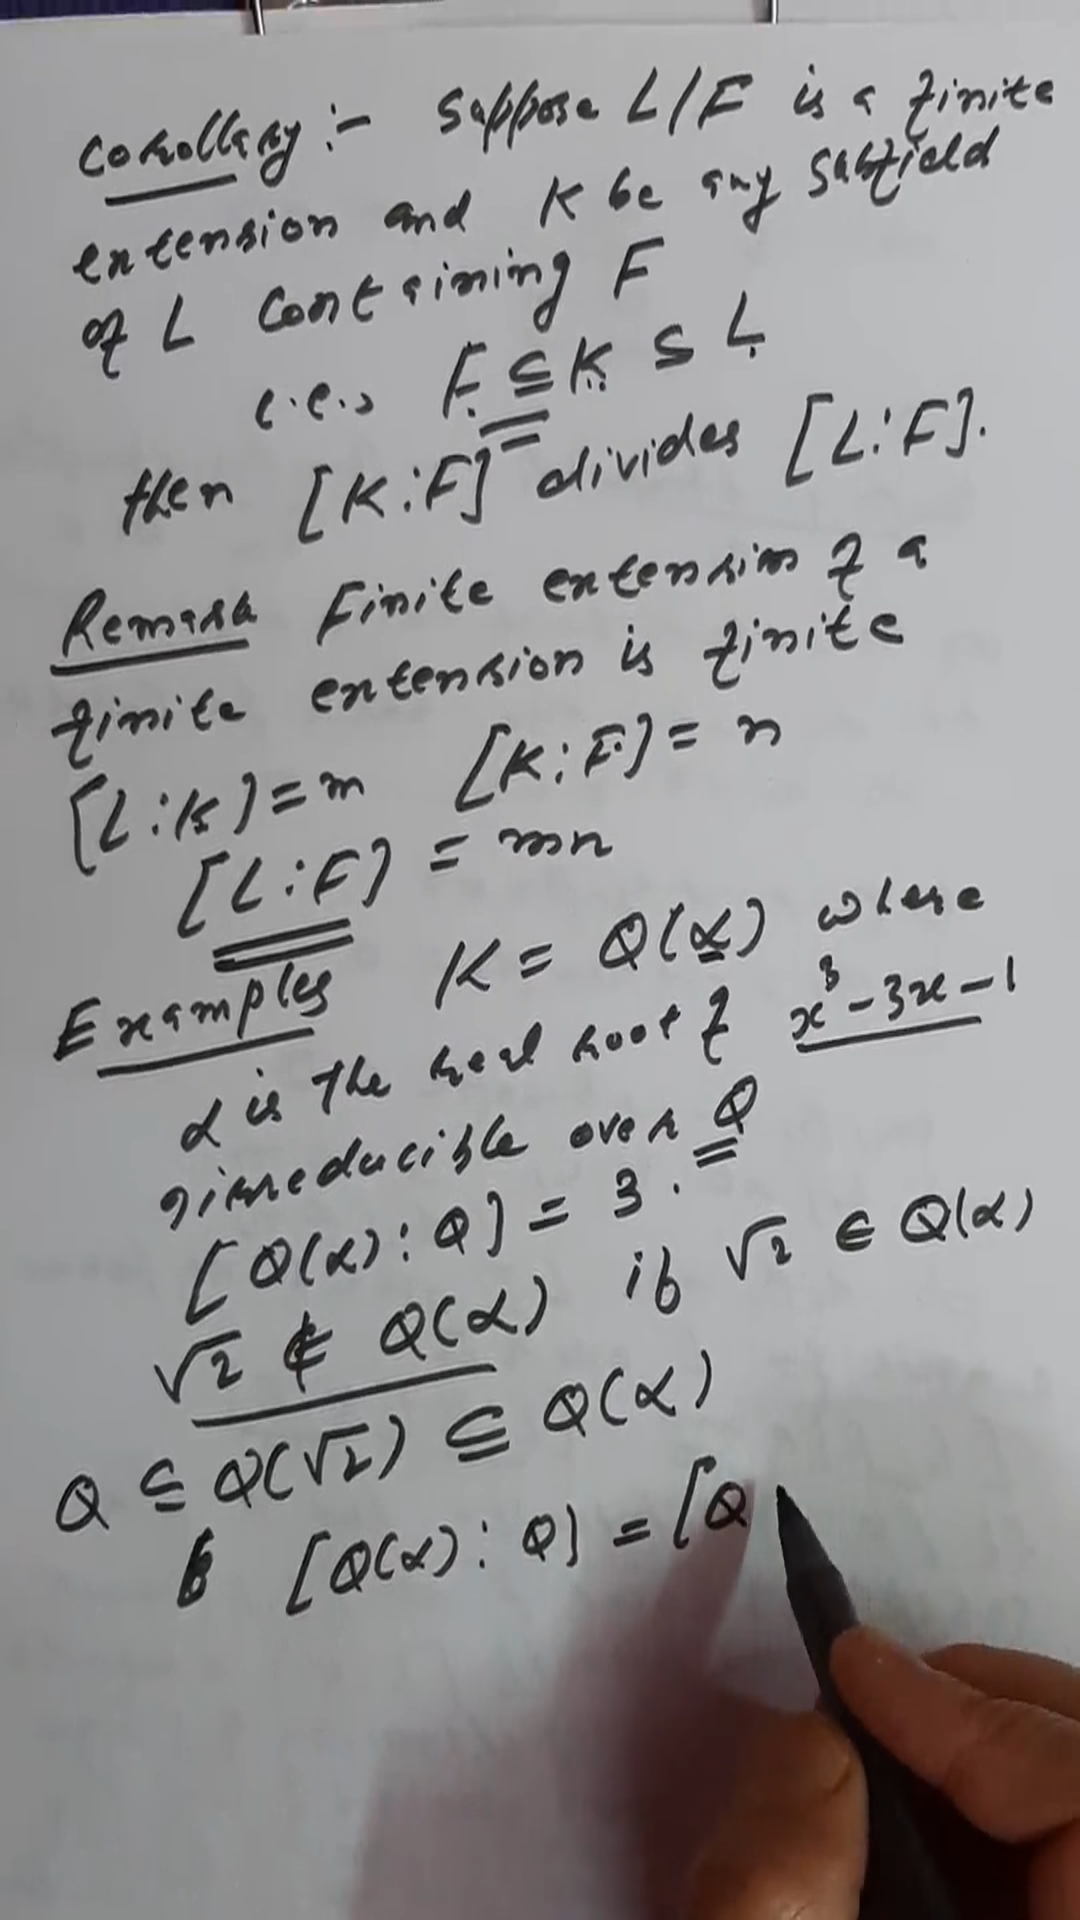 Corollary :- Suppose L/F is a finite
extension and K be any subfield
of L containing F
i.e., F ⊆ K ⊆ L
then [K:F] divides [L:F].
Remark Finite extension of a
finite extension is finite
[L:K] = m [K:F] = n
[L:F] = mn
Examples K = Q(α) where
α is the real root of x³-3x-1
irreducible over Q
[Q(α):Q] = 3.
√2 ∉ Q(α) if √2 ∈ Q(α)
Q ⊆ Q(√2) ⊆ Q(α)
[Q(α):Q] = [Q